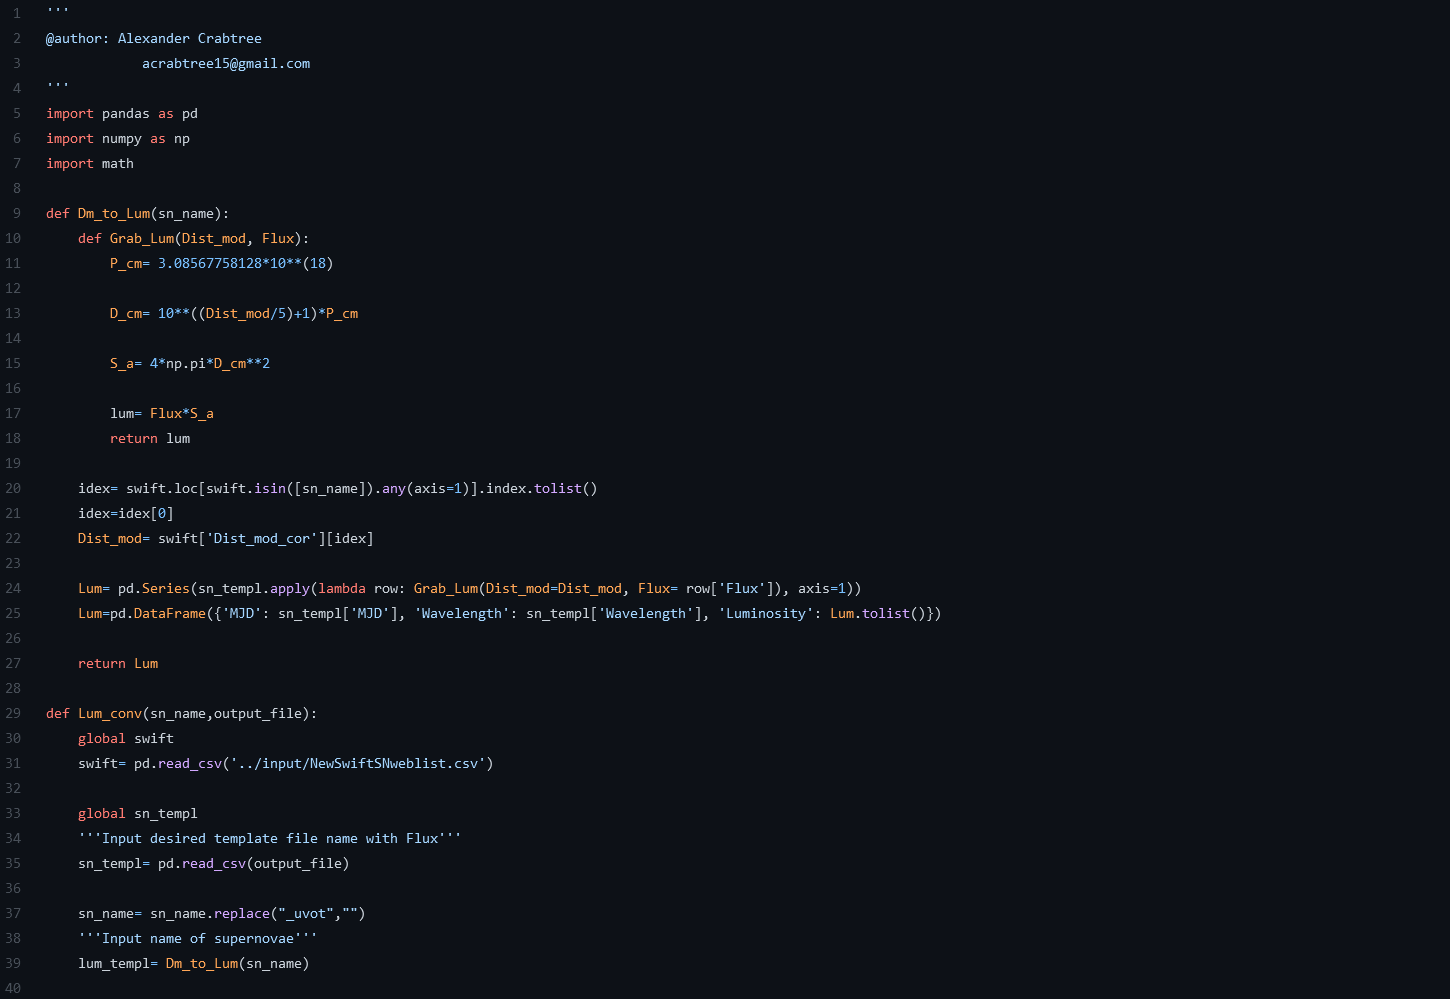 1 '''
2 @author: Alexander Crabtree
3             acrabtree15@gmail.com
4 '''
5 import pandas as pd
6 import numpy as np
7 import math
8
9 def Dm_to_Lum(sn_name):
10     def Grab_Lum(Dist_mod, Flux):
11         P_cm= 3.08567758128*10**(18)
12
13         D_cm= 10**((Dist_mod/5)+1)*P_cm
14
15         S_a= 4*np.pi*D_cm**2
16
17         lum= Flux*S_a
18         return lum
19
20     idex= swift.loc[swift.isin([sn_name]).any(axis=1)].index.tolist()
21     idex=idex[0]
22     Dist_mod= swift['Dist_mod_cor'][idex]
23
24     Lum= pd.Series(sn_templ.apply(lambda row: Grab_Lum(Dist_mod=Dist_mod, Flux= row['Flux']), axis=1))
25     Lum=pd.DataFrame({'MJD': sn_templ['MJD'], 'Wavelength': sn_templ['Wavelength'], 'Luminosity': Lum.tolist()})
26
27     return Lum
28
29 def Lum_conv(sn_name,output_file):
30     global swift
31     swift= pd.read_csv('../input/NewSwiftSNweblist.csv')
32
33     global sn_templ
34     '''Input desired template file name with Flux'''
35     sn_templ= pd.read_csv(output_file)
36
37     sn_name= sn_name.replace("_uvot","")
38     '''Input name of supernovae'''
39     lum_templ= Dm_to_Lum(sn_name)
40